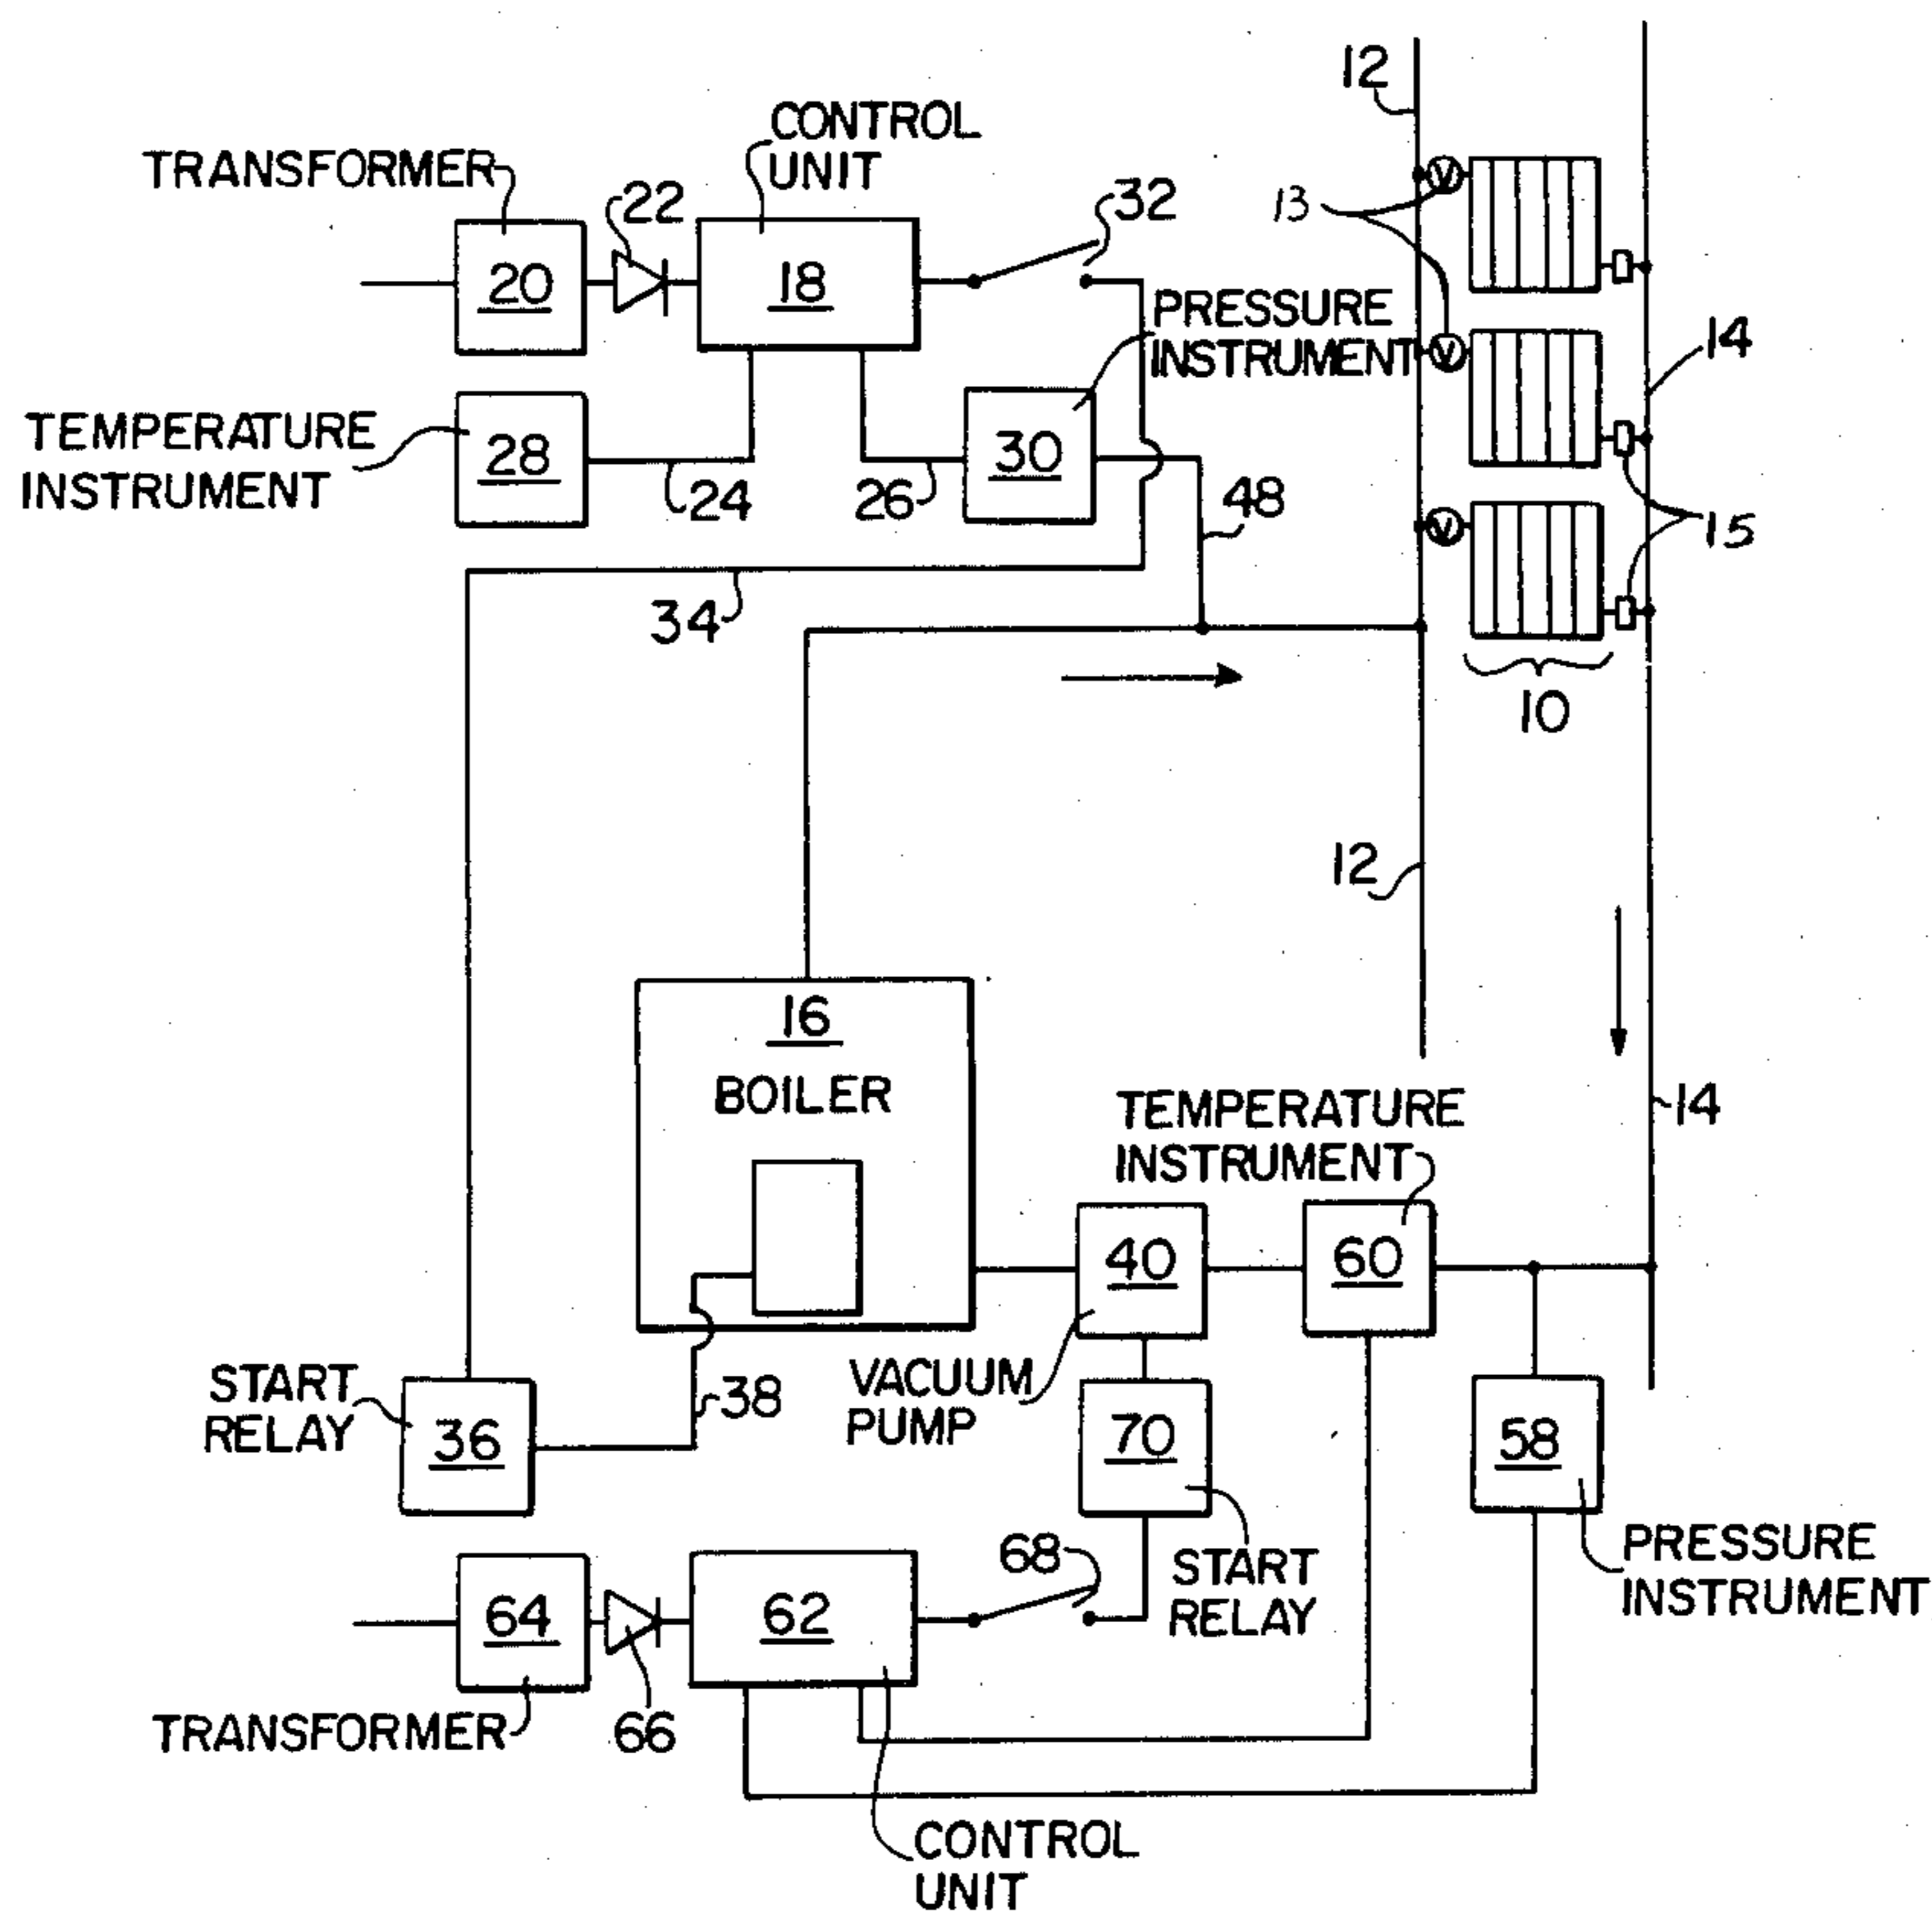 12
CONTROL
UNIT
TRANSFORMER
22
32
13
20
18
PRESSURE
INSTRUMENT
14
TEMPERATURE
INSTRUMENT
28
30
24
26
48
15
34
10
12
16
BOILER
TEMPERATURE
INSTRUMENT
14
40
60
START
RELAY
36
38
VACUUM
PUMP
70
58
68
START
RELAY
PRESSURE
INSTRUMENT
64
62
TRANSFORMER
66
CONTROL
UNIT
V
V
V